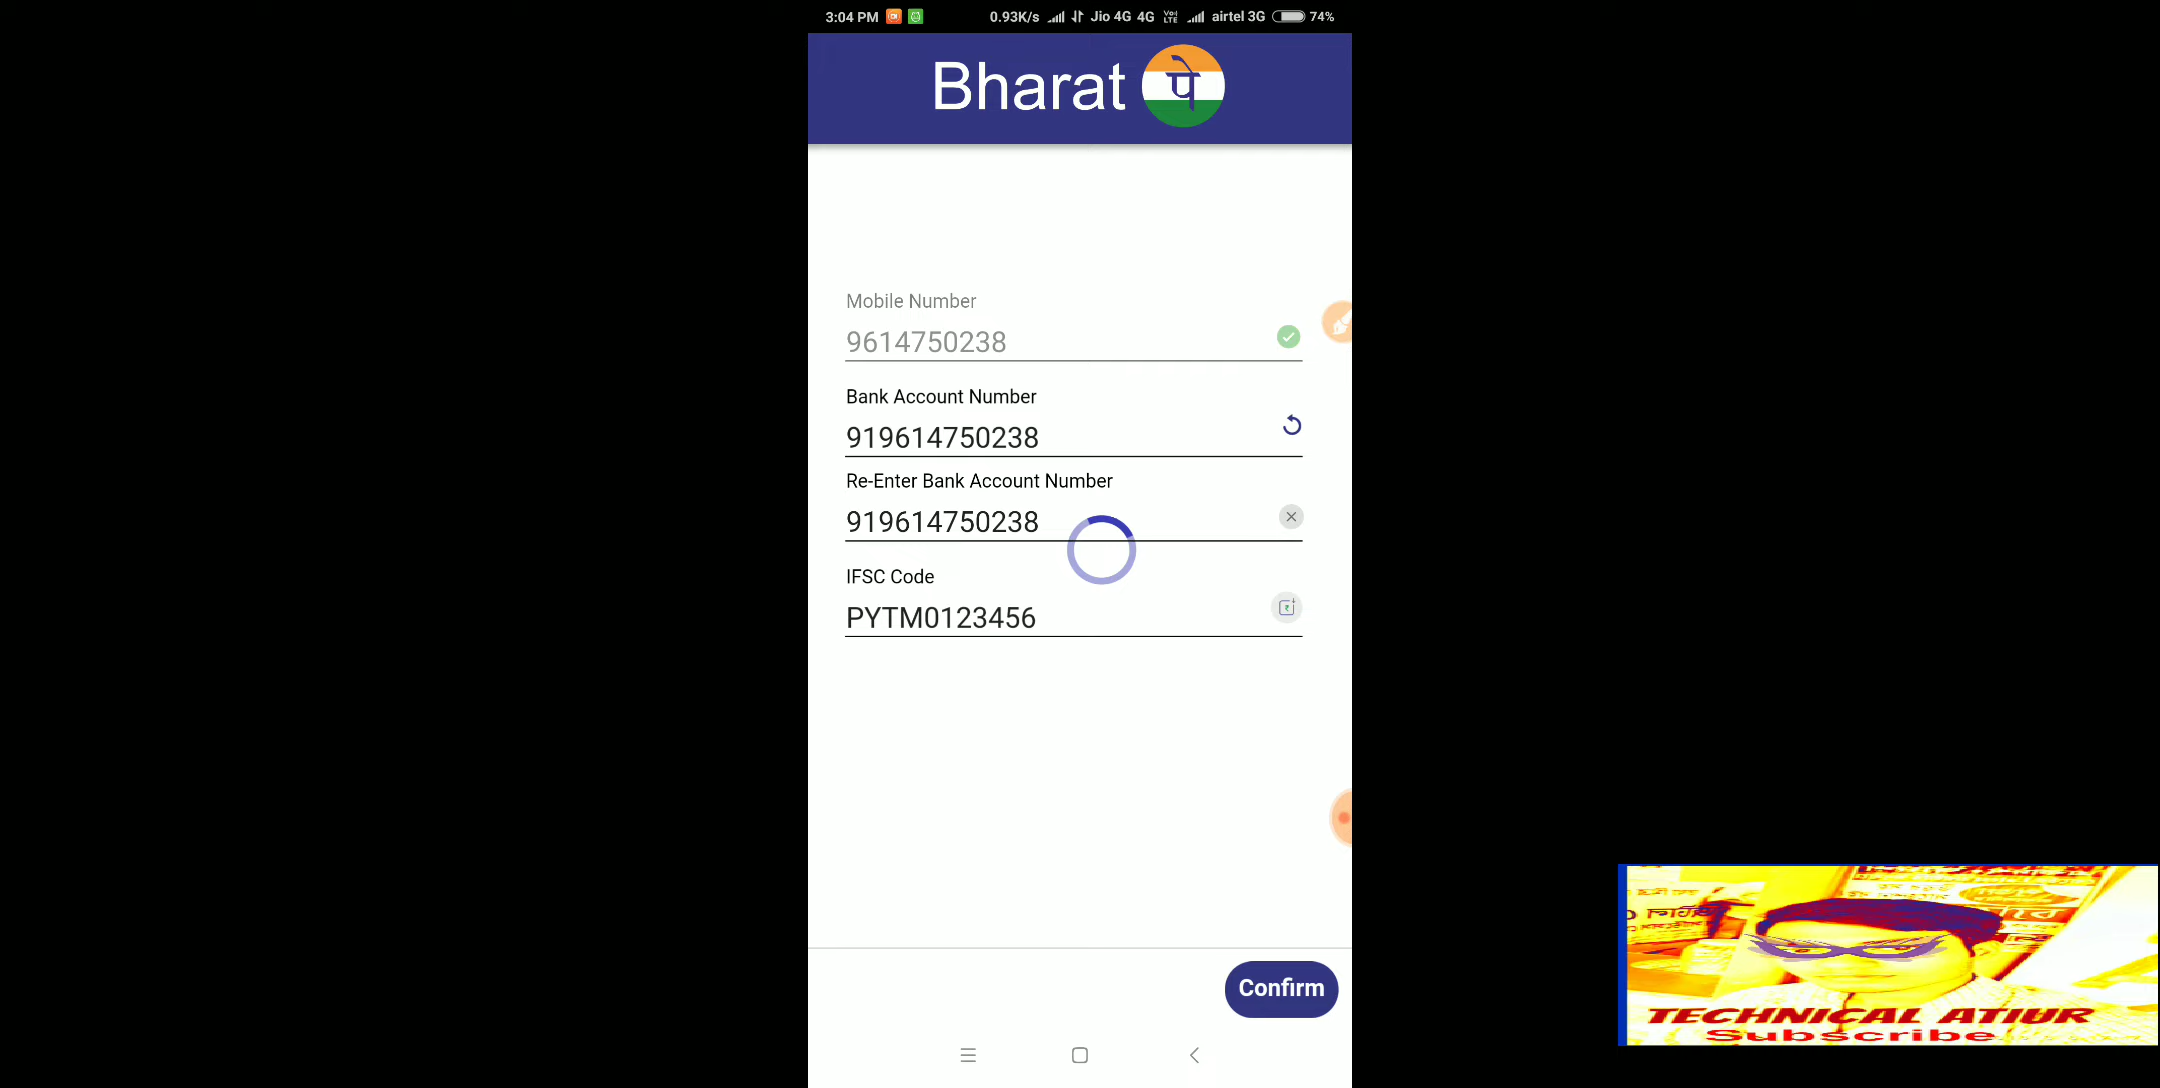 3:04 PM 0.93K/s Jio 4G 4G VoLTE airtel 3G 74%
Bharat पे
Mobile Number
9614750238
Bank Account Number
919614750238
Re-Enter Bank Account Number
919614750238
IFSC Code
PYTM0123456
Confirm
TECHNICAL ATIUR
Subscribe